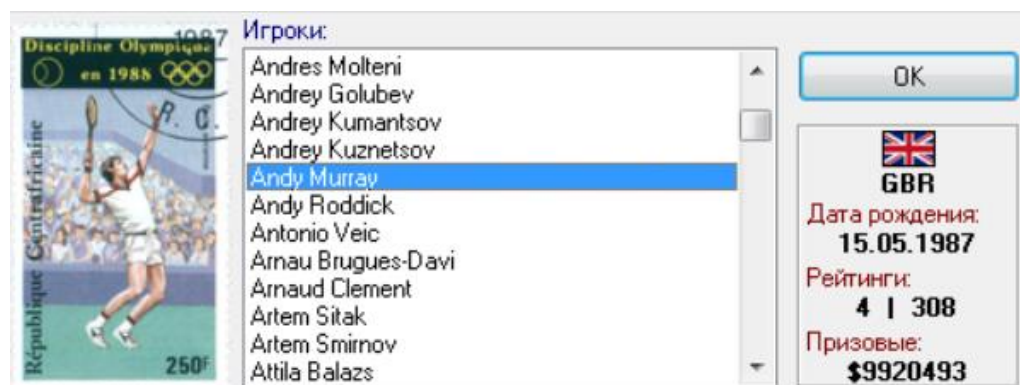 1987
Discipline Olympique
en 1988
R. C.
République Centrafricaine
250F
Игроки:
Andres Molteni
Andrey Golubev
Andrey Kumantsov
Andrey Kuznetsov
Andy Murray
Andy Roddick
Antonio Veic
Arnau Brugues-Davi
Arnaud Clement
Artem Sitak
Artem Smirnov
Attila Balazs
OK
GBR
Дата рождения:
15.05.1987
Рейтинги:
4 | 308
Призовые:
$9920493